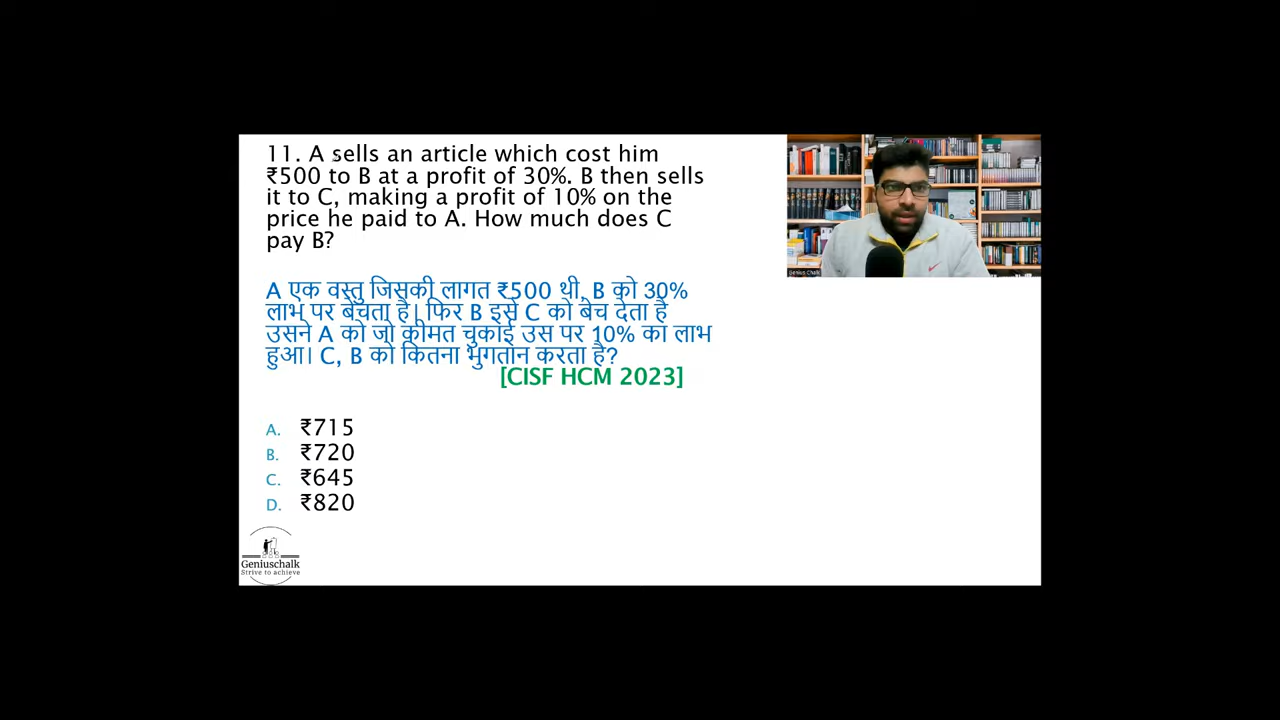 11. A sells an article which cost him
₹500 to B at a profit of 30%. B then sells
it to C, making a profit of 10% on the
price he paid to A. How much does C
pay B?
A एक वस्तु जिसकी लागत ₹500 थी, B को 30%
लाभ पर बेचता है। फिर B इसे C को बेच देता है
उसने A को जो कीमत चुकाई उस पर 10% का लाभ
हुआ। C, B को कितना भुगतान करता है?
[CISF HCM 2023]
A. ₹715
B. ₹720
C. ₹645
D. ₹820
Geniuschalk
Strive to achieve
Genius Chalk